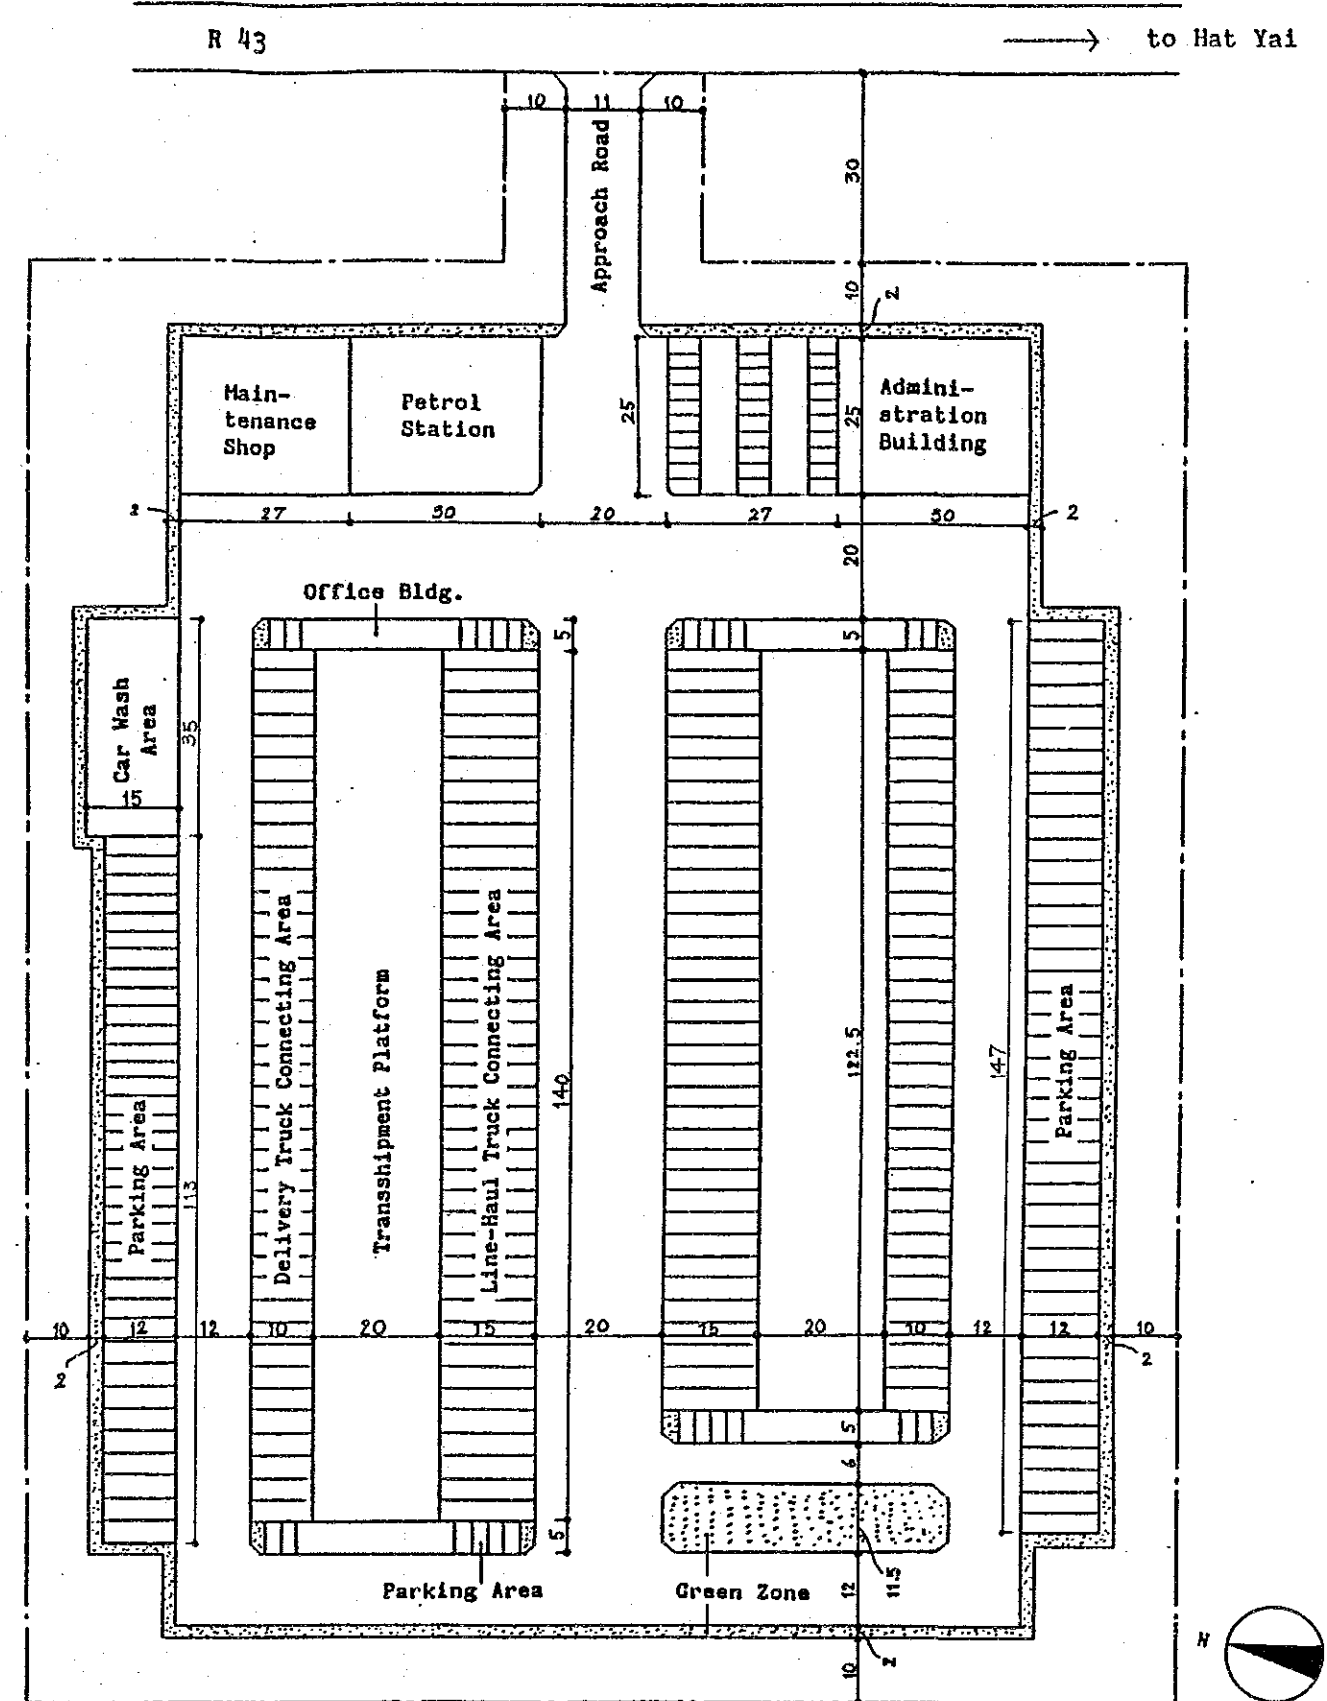 R 43
to Hat Yai
10 11 10
Approach Road
30
10
2
Main-
tenance
Shop
Petrol
Station
25
25
Admini-
stration
Building
2
27 30 20 27 30
2
20
Office Bldg.
5
5
Car Wash
Area
35
15
Delivery Truck Connecting Area
Transshipment Platform
Line-Haul Truck Connecting Area
140
122.5
147
Parking Area
Parking Area
113
10 12 12 10 20 15 20 15 20 10 12 12 10
2
2
5
6
5
11.5
Parking Area
Green Zone
12
2
10
N